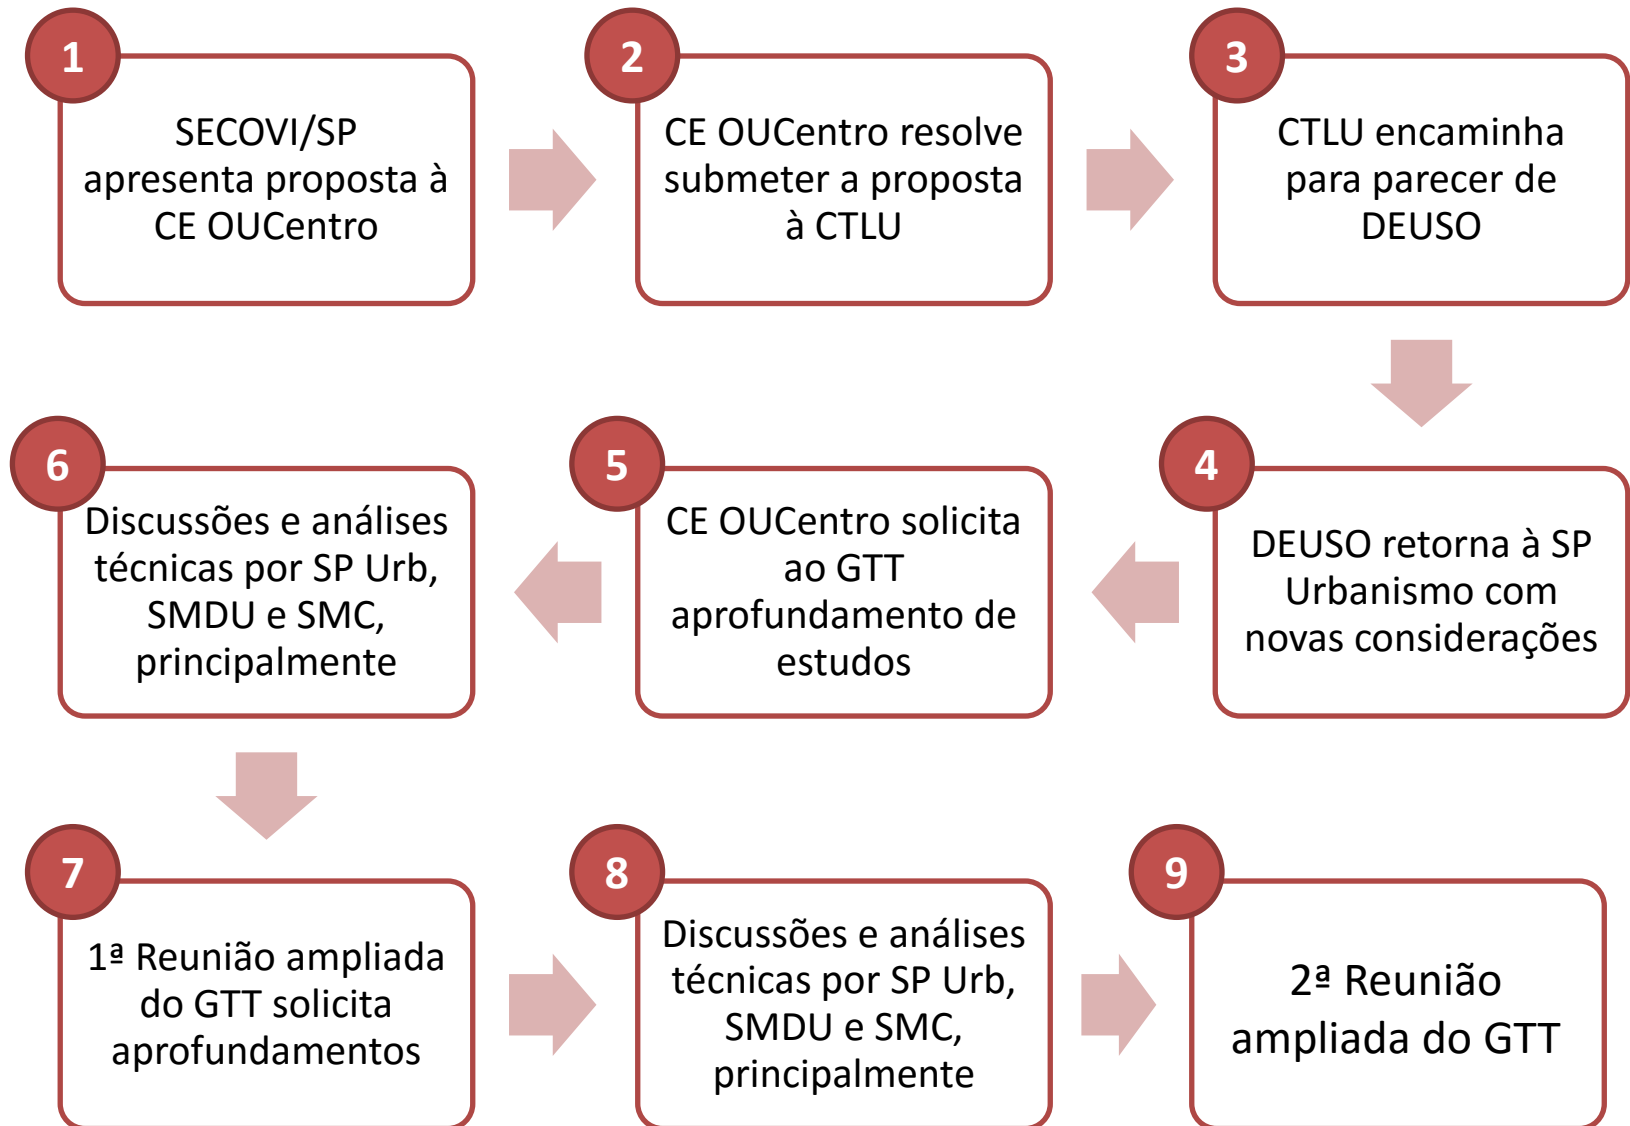 1
SECOVI/SP
apresenta proposta à
CE OUCentro
2
CE OUCentro resolve
submeter a proposta
à CTLU
3
CTLU encaminha
para parecer de
DEUSO
4
DEUSO retorna à SP
Urbanismo com
novas considerações
5
CE OUCentro solicita
ao GTT
aprofundamento de
estudos
6
Discussões e análises
técnicas por SP Urb,
SMDU e SMC,
principalmente
7
1ª Reunião ampliada
do GTT solicita
aprofundamentos
8
Discussões e análises
técnicas por SP Urb,
SMDU e SMC,
principalmente
9
2ª Reunião
ampliada do GTT